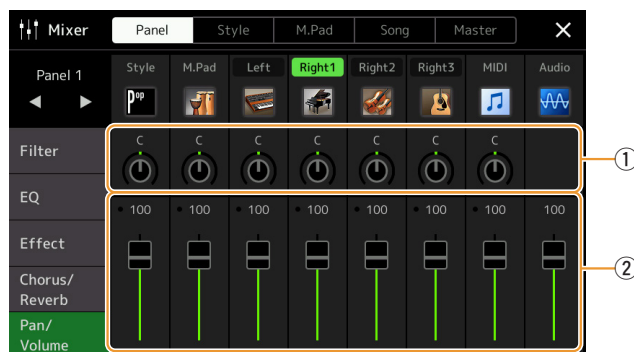 Mixer
Panel Style M.Pad Song Master ×
Panel 1
Style M.Pad Left Right1 Right2 Right3 MIDI Audio
Pop
Filter
C C C C C C C
①
EQ
100 100 100 100 100 100 100 100
Effect
②
Chorus/
Reverb
Pan/
Volume